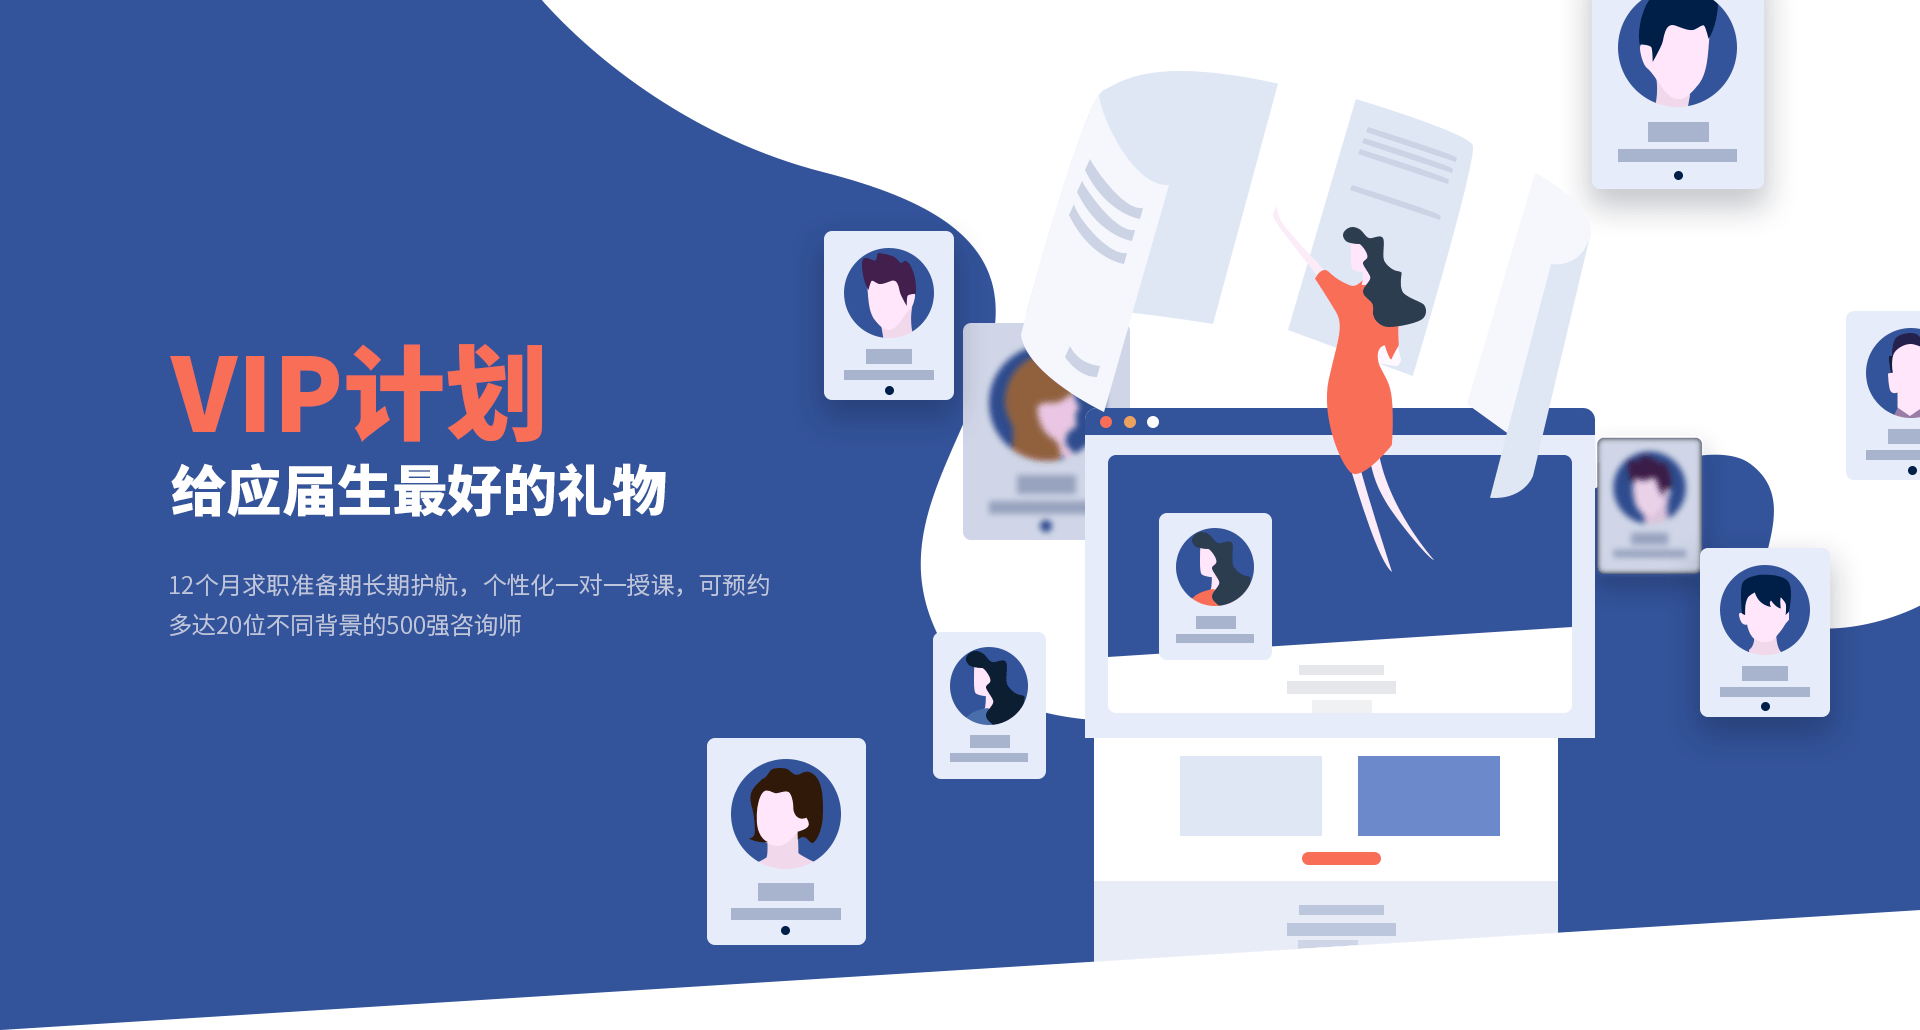 VIP计划
给应届生最好的礼物
12个月求职准备期长期护航，个性化一对一授课，可预约
多达20位不同背景的500强咨询师